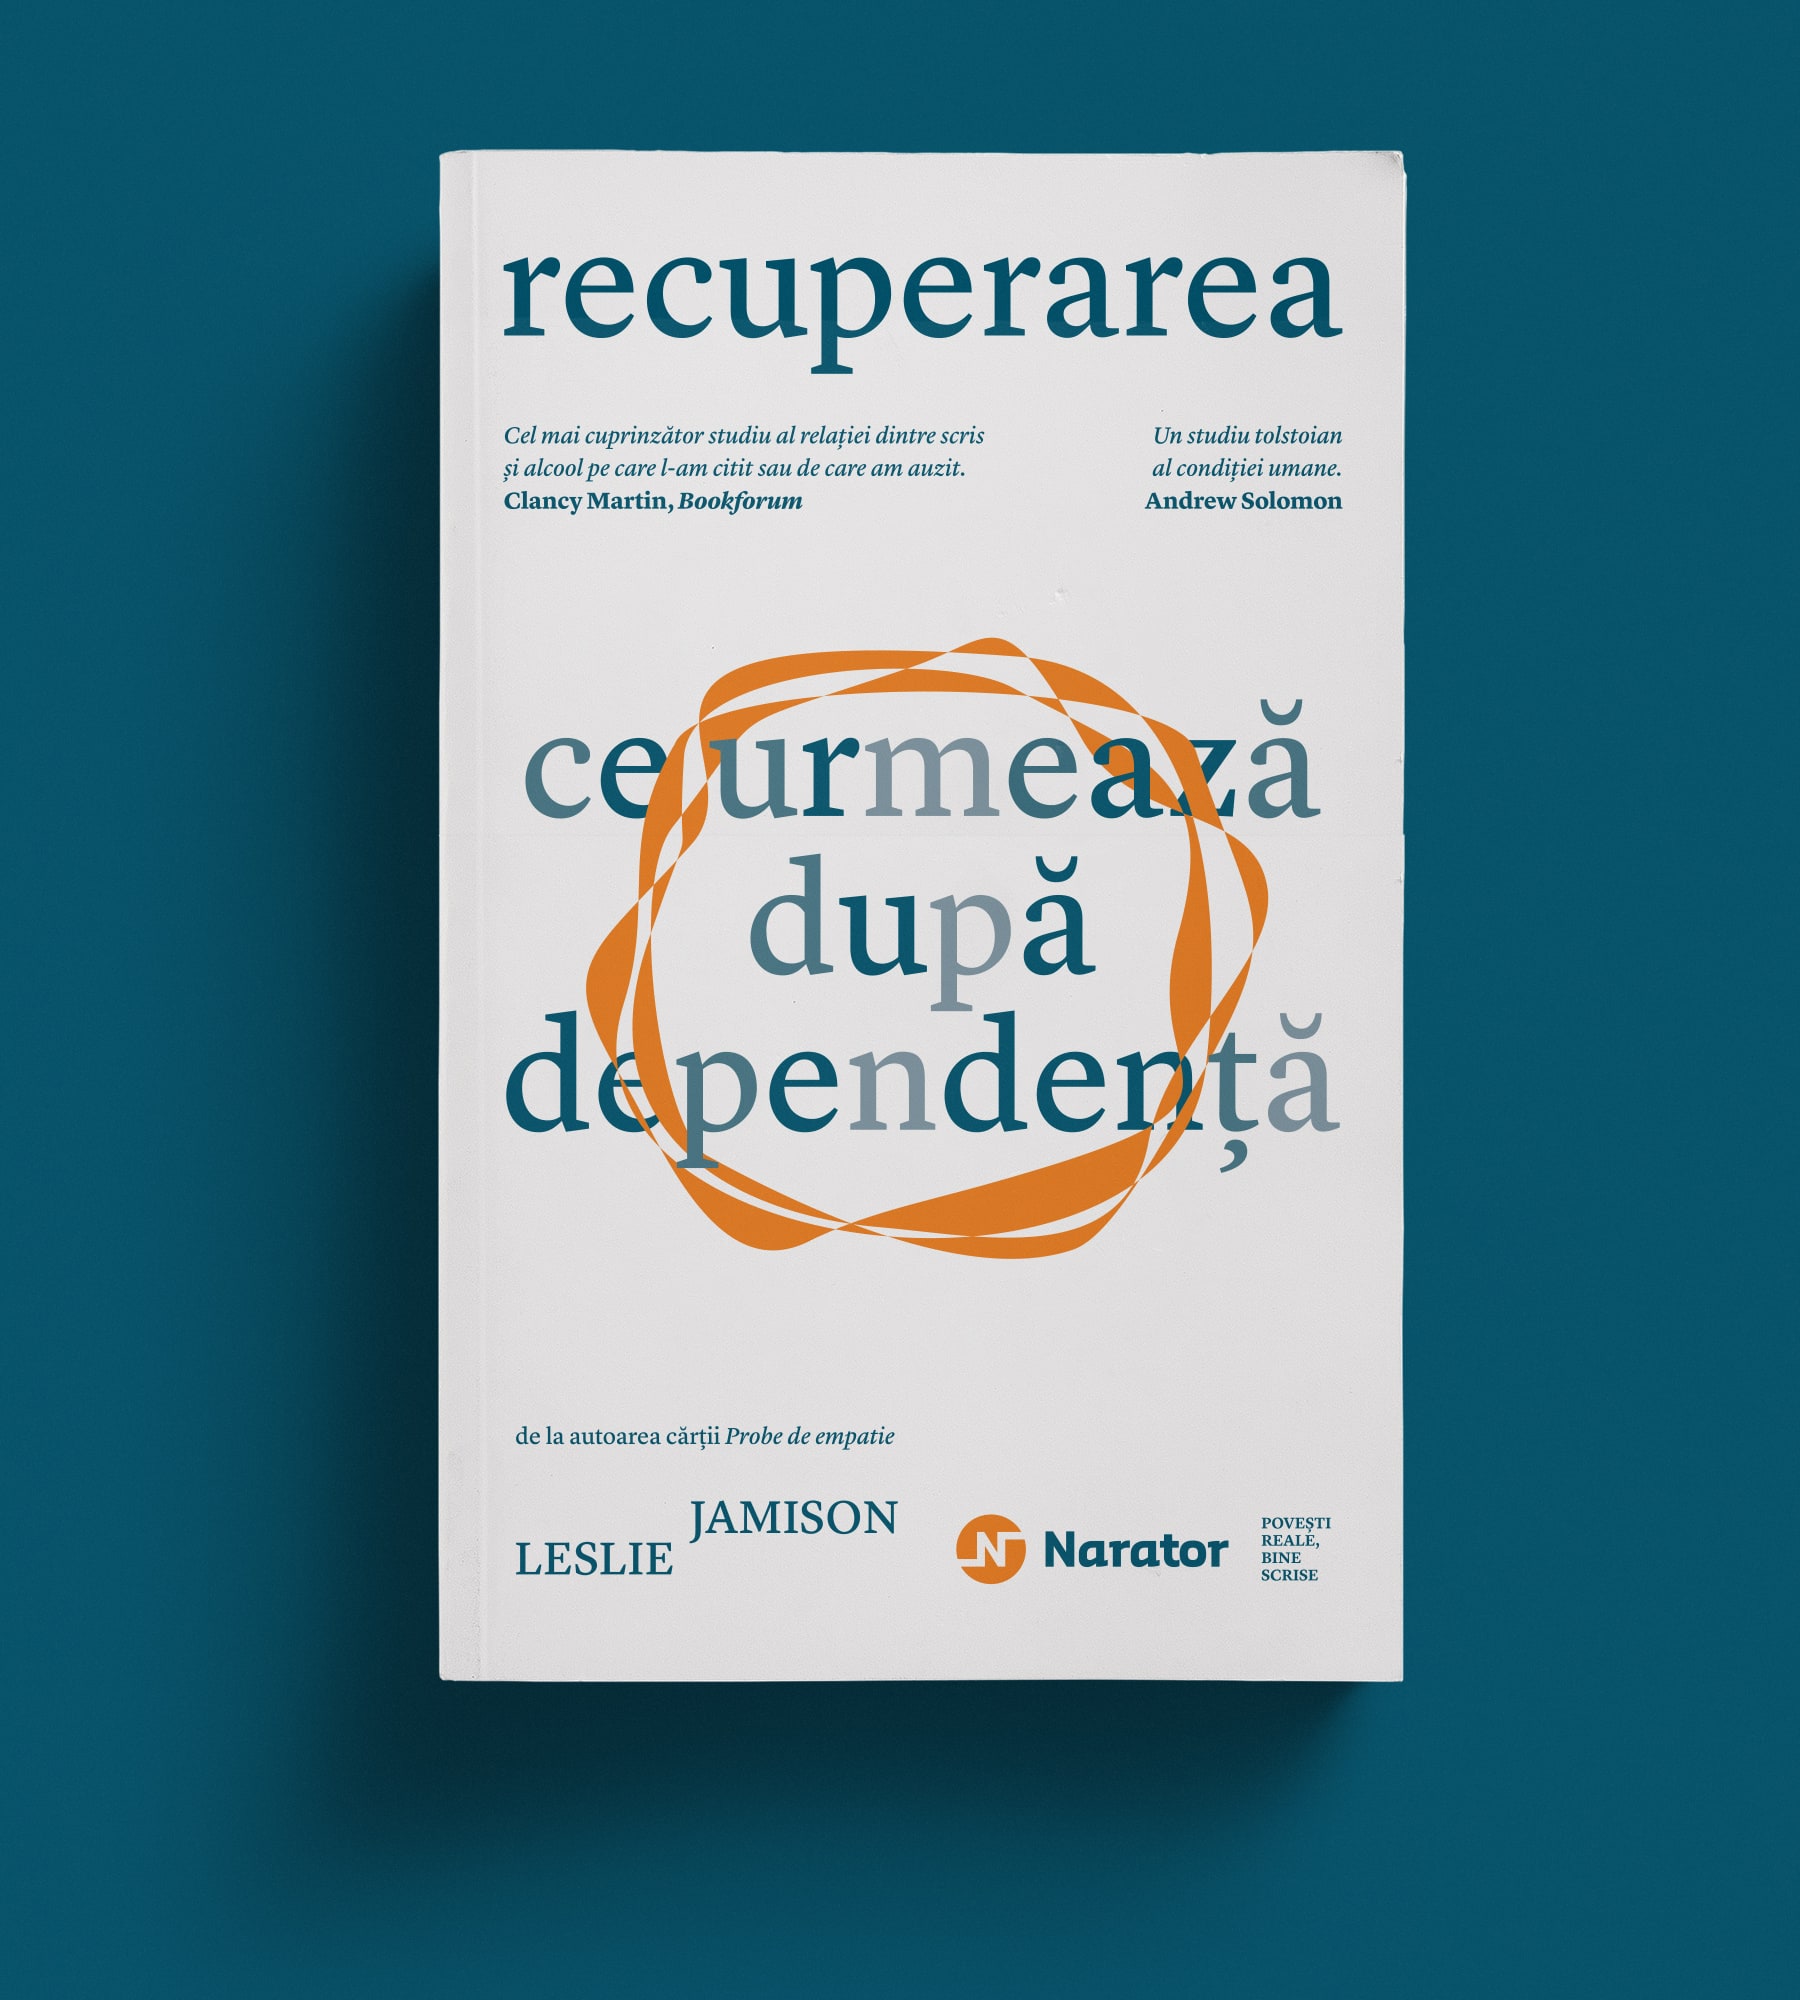 recuperarea
Cel mai cuprinzător studiu al relației dintre scris
și alcool pe care l-am citit sau de care am auzit.
Clancy Martin, Bookforum
Un studiu tolstoian
al condiției umane.
Andrew Solomon
ce urmează
după
dependență
de la autoarea cărții Probe de empatie
LESLIE JAMISON
N Narator
POVEȘTI
REALE,
BINE
SCRISE